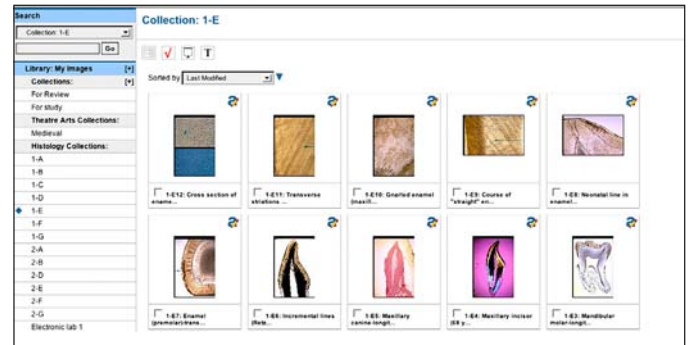 Search
Collection: 1-E
Go
Library: My Images [+]
Collections: [+]
For Review
For study
Theatre Arts Collections:
Medieval
Histology Collections:
1-A
1-B
1-C
1-D
1-E
1-F
1-G
2-A
2-B
2-D
2-E
2-F
2-G
Electronic lab 1
Collection: 1-E
T
Sorted by Last Modified
1-E12: Cross section of
ename...
1-E11: Transverse
striations ...
1-E10: Gnarled enamel
(maxill...
1-E9: Course of
"straight" en...
1-E8: Neonatal line in
enamel...
1-E7: Enamel
(premolar)-trans...
1-E6: Incremental lines
(Retz...
1-E5: Maxillary
canine-longit...
1-E4: Maxillary incisor
(69 y...
1-E3: Mandibular
molar-longit...